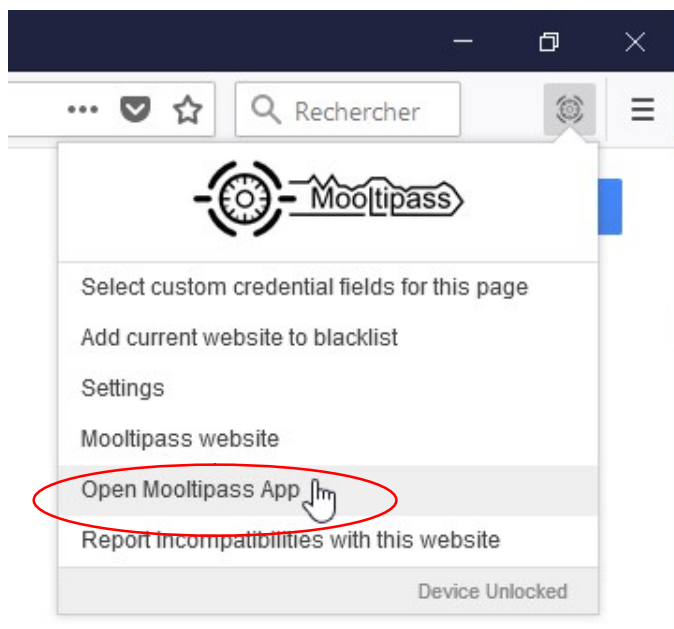 Rechercher
Mooltipass
Select custom credential fields for this page
Add current website to blacklist
Settings
Mooltipass website
Open Mooltipass App
Report incompatibilities with this website
Device Unlocked